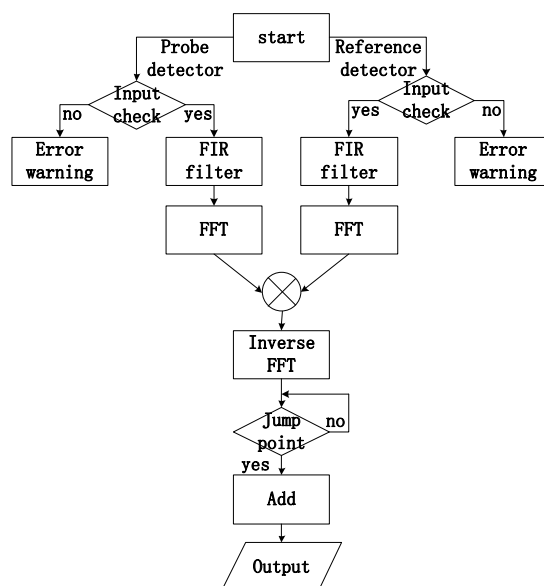 start
Probe
detector
Reference
detector
Input
check
no
yes
Input
check
yes
no
Error
warning
FIR
filter
FIR
filter
Error
warning
FFT
FFT
Inverse
FFT
Jump
point
no
yes
Add
Output